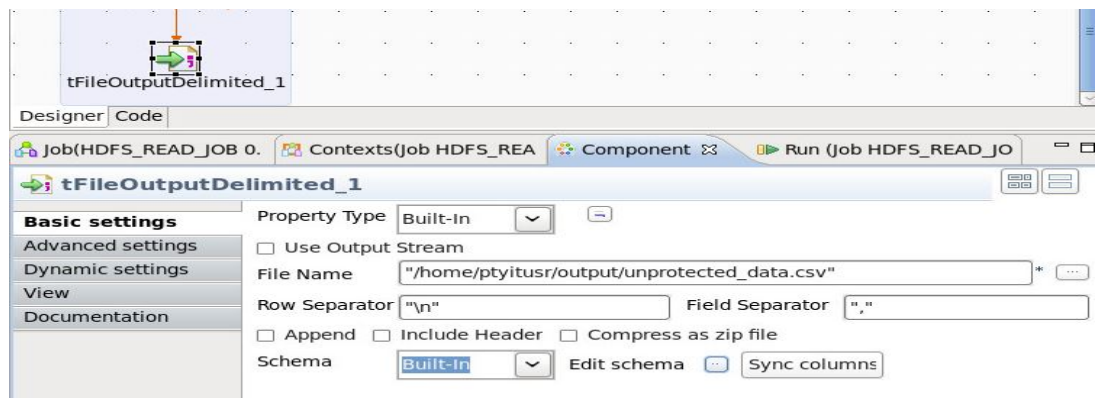 tFileOutputDelimited_1
Designer Code
Job(HDFS_READ_JOB 0. Contexts(Job HDFS_REA Component Run (Job HDFS_READ_JO
tFileOutputDelimited_1
Basic settings
Advanced settings
Dynamic settings
View
Documentation
Property Type Built-In
Use Output Stream
File Name "/home/ptyitusr/output/unprotected_data.csv" * ...
Row Separator "\n" Field Separator ","
Append Include Header Compress as zip file
Schema Built-In Edit schema ... Sync columns